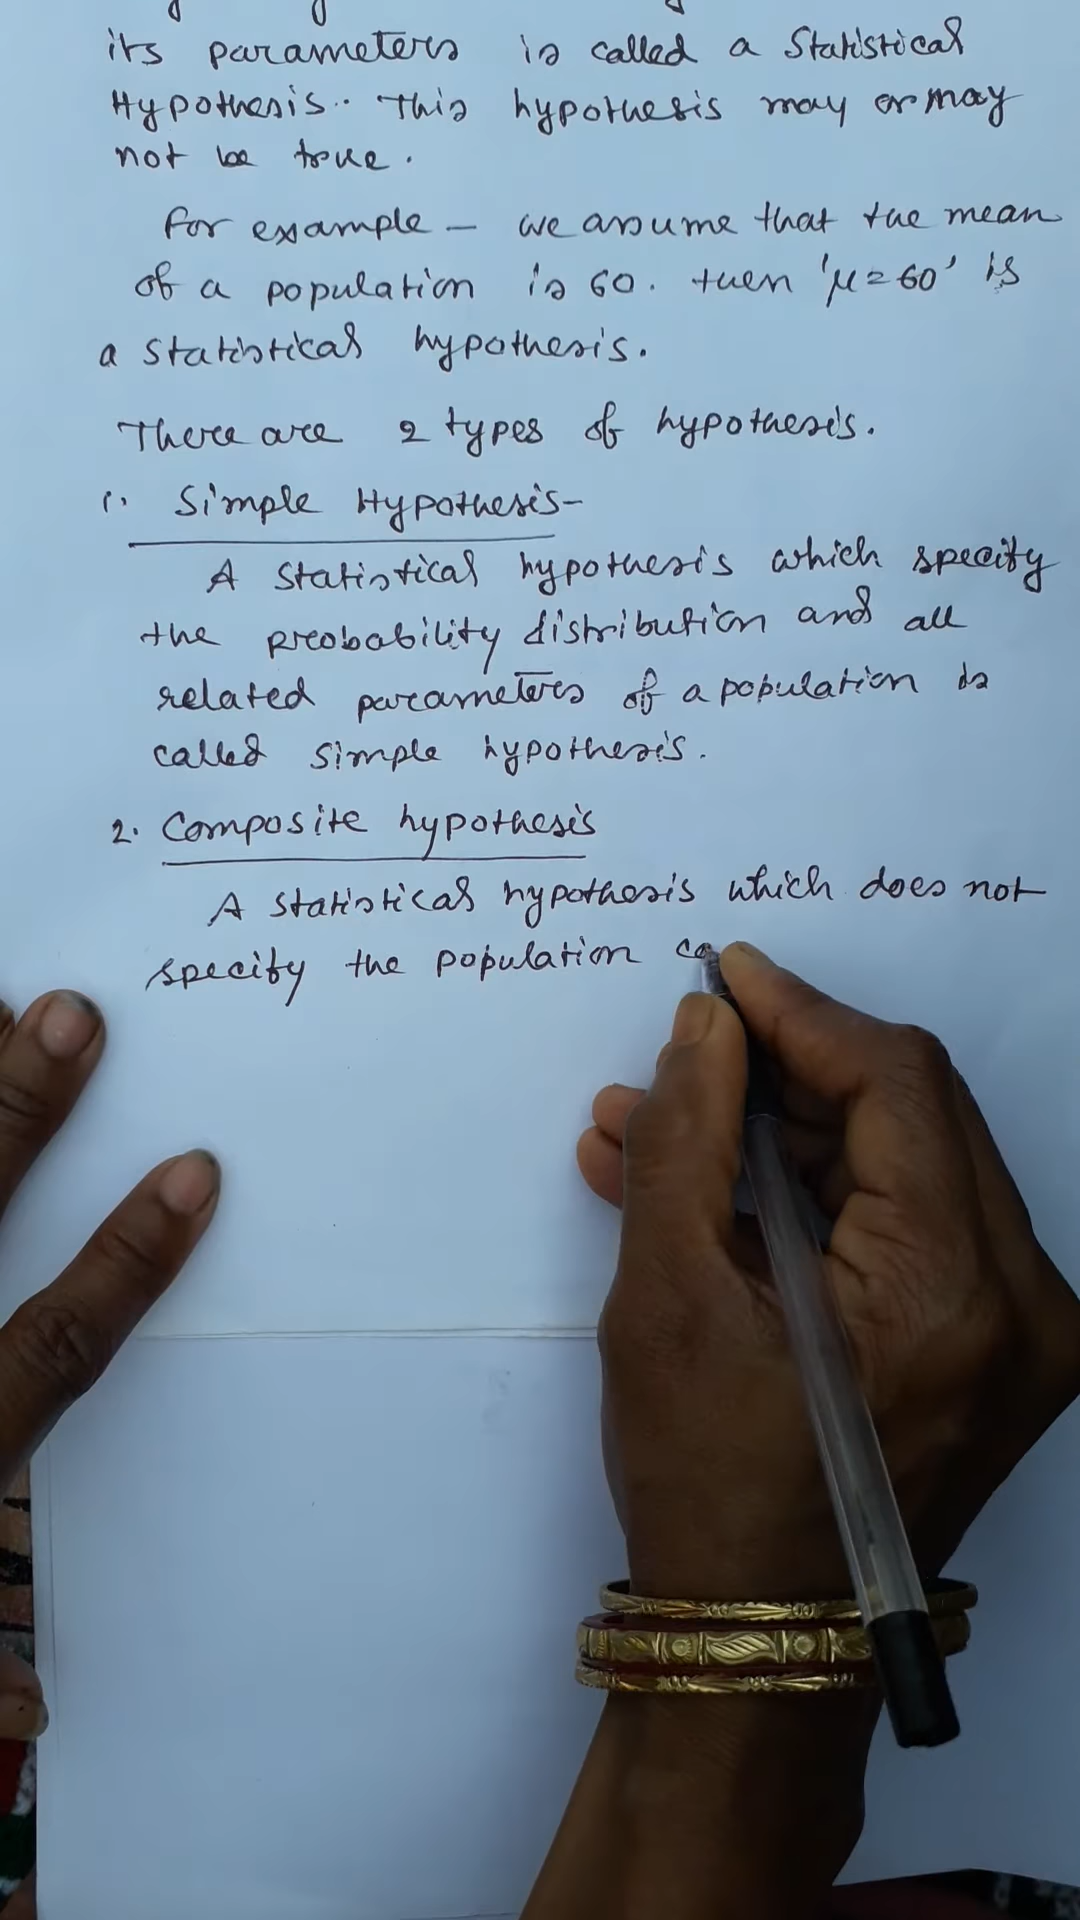 its parameters is called a Statistical
Hypothesis. This hypothesis may or may
not be true.
For example - we assume that the mean
of a population is 60. then 'μ = 60' is
a statistical hypothesis.
There are 2 types of hypothesis.
1. Simple Hypothesis-
A statistical hypothesis which specify
the probability distribution and all
related parameters of a population is
called simple hypothesis.
2. Composite hypothesis
A statistical hypothesis which does not
specify the population co